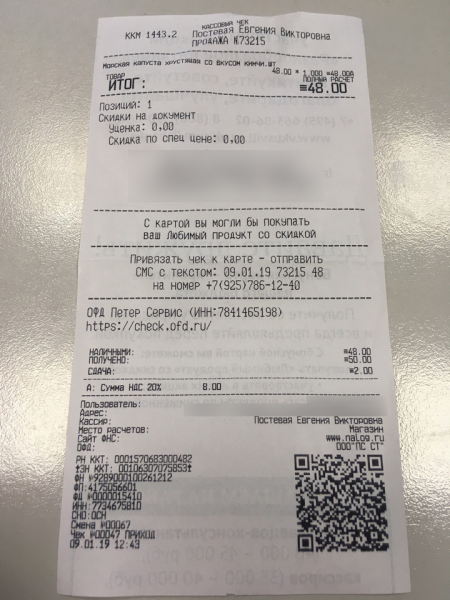 КАССОВЫЙ ЧЕК
ККМ 1443.2 Постевая Евгения Викторовна
ПРОДАЖА №73215
Морская капуста хрустящая со вкусом кимчи,шт
48.00 * 1,000 =48.00А
ТОВАР ПОЛНЫЙ РАСЧЕТ
ИТОГ: =48.00
Позиций: 1
Скидки на документ
Уценка: 0,00
Скидка по спец цене: 0,00
С картой вы могли бы покупать
ваш Любимый продукт со скидкой
Привязать чек к карте - отправить
СМС с текстом: 09.01.19 73215 48
на номер +7(925)786-12-40
ОФД Петер Сервис (ИНН:7841465198)
https://check.ofd.ru/
НАЛИЧНЫМИ: =48.00
ПОЛУЧЕНО: =50.00
СДАЧА: =2.00
А: Сумма НДС 20% 8.00
Пользователь:
Адрес:
Кассир: Постевая Евгения Викторовна
Место расчетов: Магазин
Сайт ФНС: www.nalog.ru
ОФД: ООО"ПС СТ"
РН ККТ: 0001570683000482
ЗН ККТ: 00106307075853
ФН №9289000100261212
ФП:4175056601
ФД №0000015410
ИНН:7734675810
СНО:ОСН
Смена №00067
Чек №00047 ПРИХОД
09.01.19 12:43